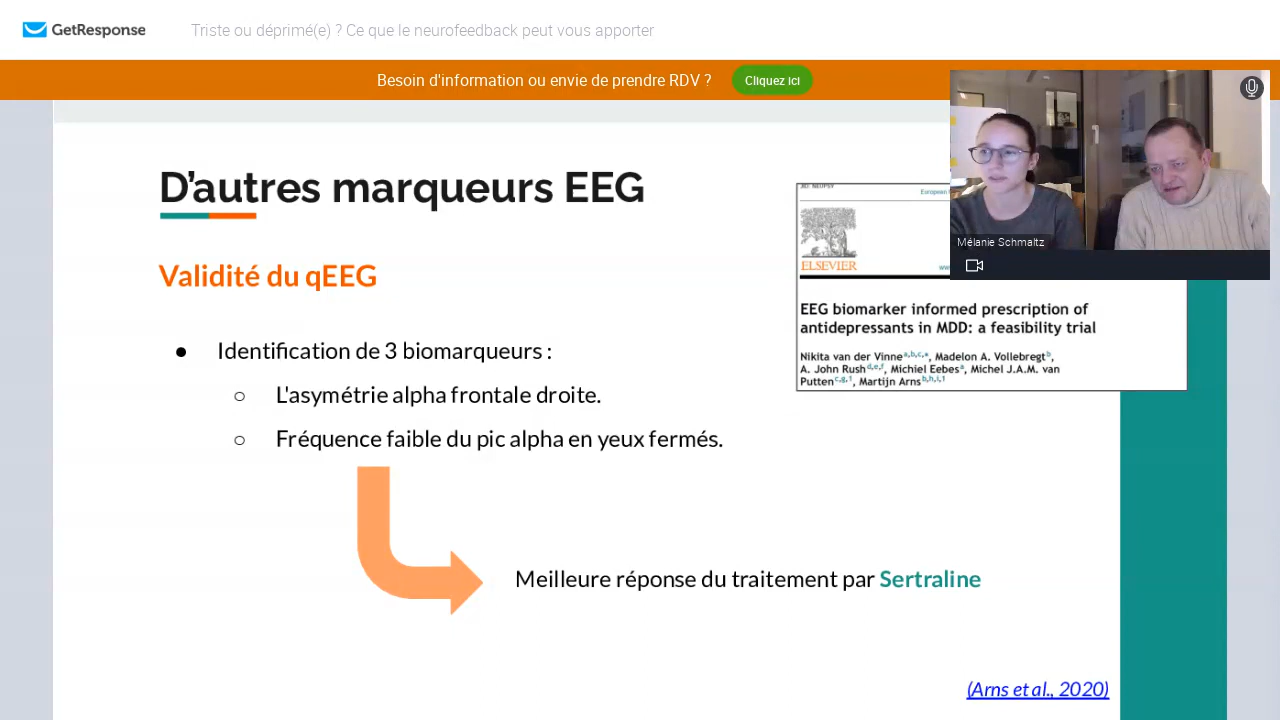 GetResponse
Triste ou déprimé(e) ? Ce que le neurofeedback peut vous apporter
Besoin d'information ou envie de prendre RDV ?
Cliquez ici
Mélanie Schmaltz
D'autres marqueurs EEG
European
ELSEVIER
www
Validité du qEEG
EEG biomarker informed prescription of
antidepressants in MDD: a feasibility trial
Nikita van der Vinne a,b,c,*, Madelon A. Vollebregt b,
A. John Rush d,e,f, Michiel Eebes a, Michel J.A.M. van
Putten c,g,1, Martijn Arns b,h,i,1
● Identification de 3 biomarqueurs :
○ L'asymétrie alpha frontale droite.
○ Fréquence faible du pic alpha en yeux fermés.
Meilleure réponse du traitement par Sertraline
(Arns et al., 2020)